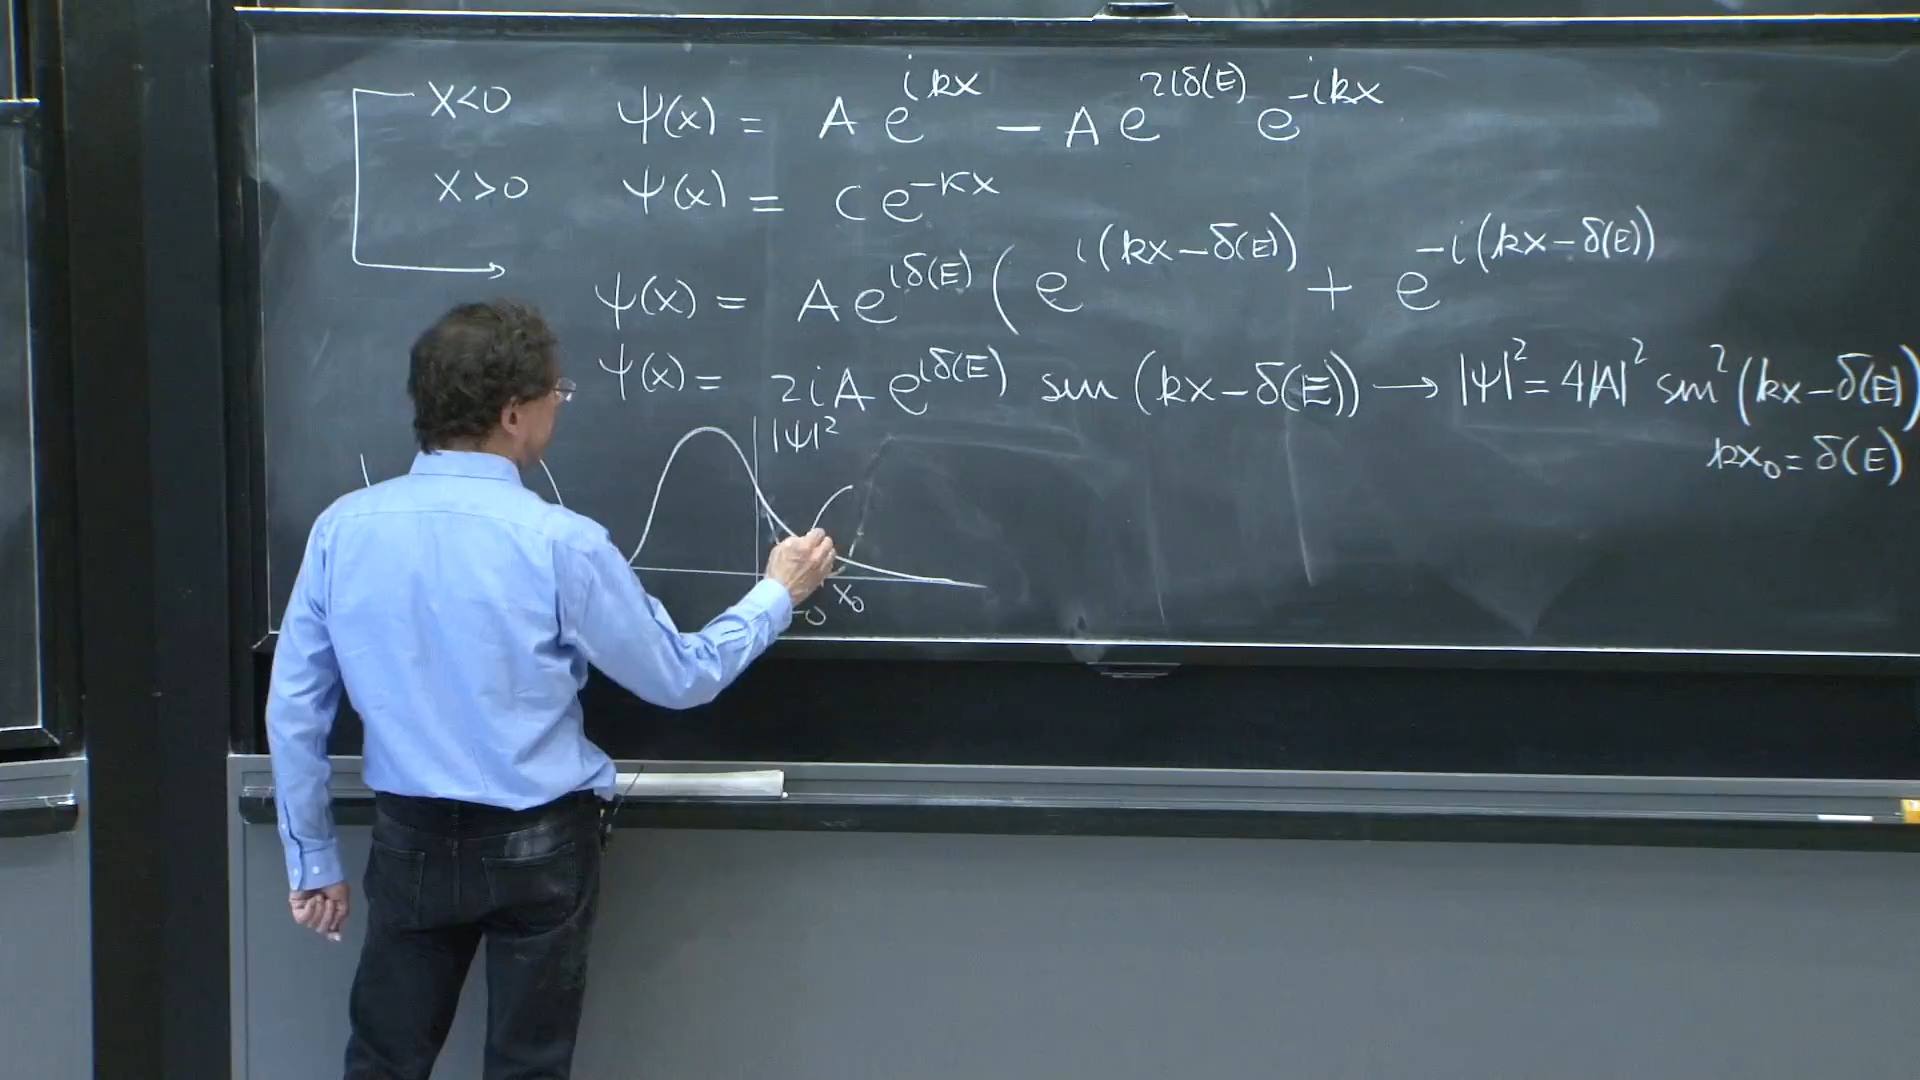 x<0 ψ(x) = A e^{ikx} − A e^{2iδ(E)} e^{-ikx}
x>0 ψ(x) = C e^{-κx}
ψ(x) = A e^{iδ(E)} ( e^{i(kx−δ(E))} + e^{-i(kx−δ(E))}
ψ(x) = 2iA e^{iδ(E)} sin (kx−δ(E)) → |ψ|² = 4|A|² sin² (kx−δ(E)
kx₀ = δ(E)
|ψ|²
x₀